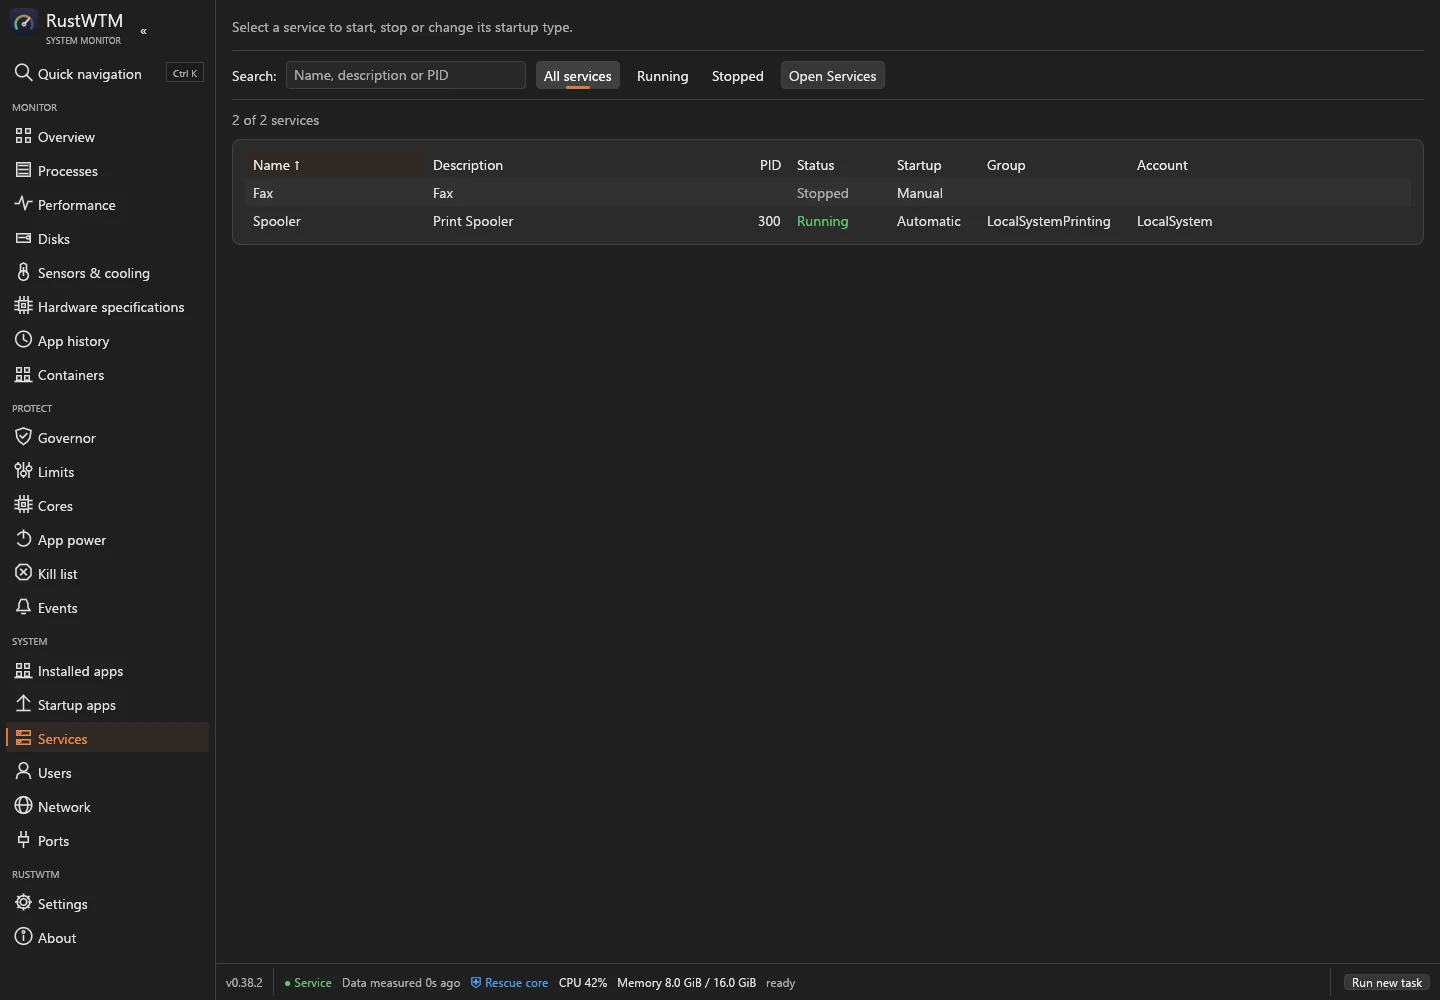 RustWTM
SYSTEM MONITOR
«
Quick navigation Ctrl K
MONITOR
Overview
Processes
Performance
Disks
Sensors & cooling
Hardware specifications
App history
Containers
PROTECT
Governor
Limits
Cores
App power
Kill list
Events
SYSTEM
Installed apps
Startup apps
Services
Users
Network
Ports
RUSTWTM
Settings
About
Select a service to start, stop or change its startup type.
Search: Name, description or PID All services Running Stopped Open Services
2 of 2 services
Name ↑ Description PID Status Startup Group Account
Fax Fax Stopped Manual
Spooler Print Spooler 300 Running Automatic LocalSystemPrinting LocalSystem
v0.38.2 ● Service Data measured 0s ago Rescue core CPU 42% Memory 8.0 GiB / 16.0 GiB ready Run new task